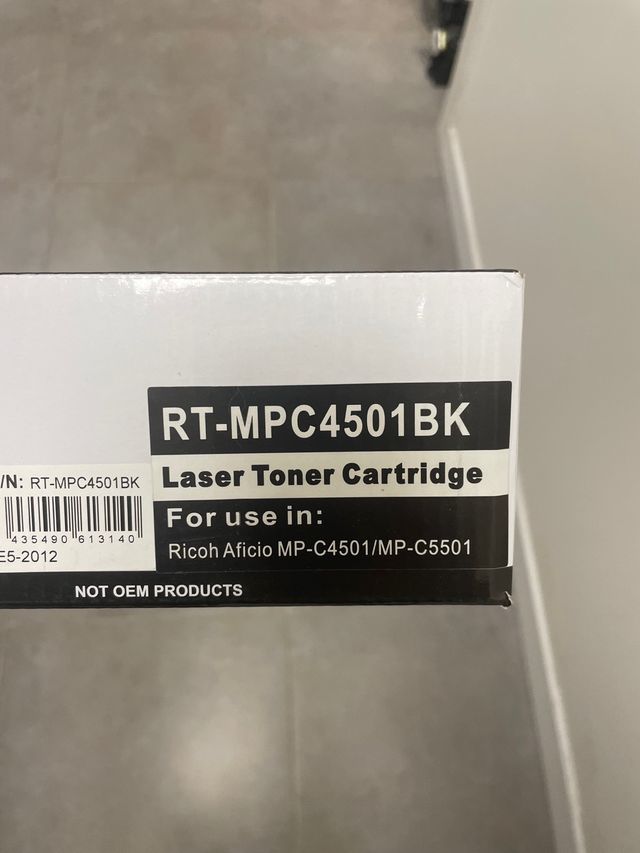 RT-MPC4501BK
Laser Toner Cartridge
For use in:
Ricoh Aficio MP-C4501/MP-C5501
/N: RT-MPC4501BK
435490 613140
E5-2012
NOT OEM PRODUCTS